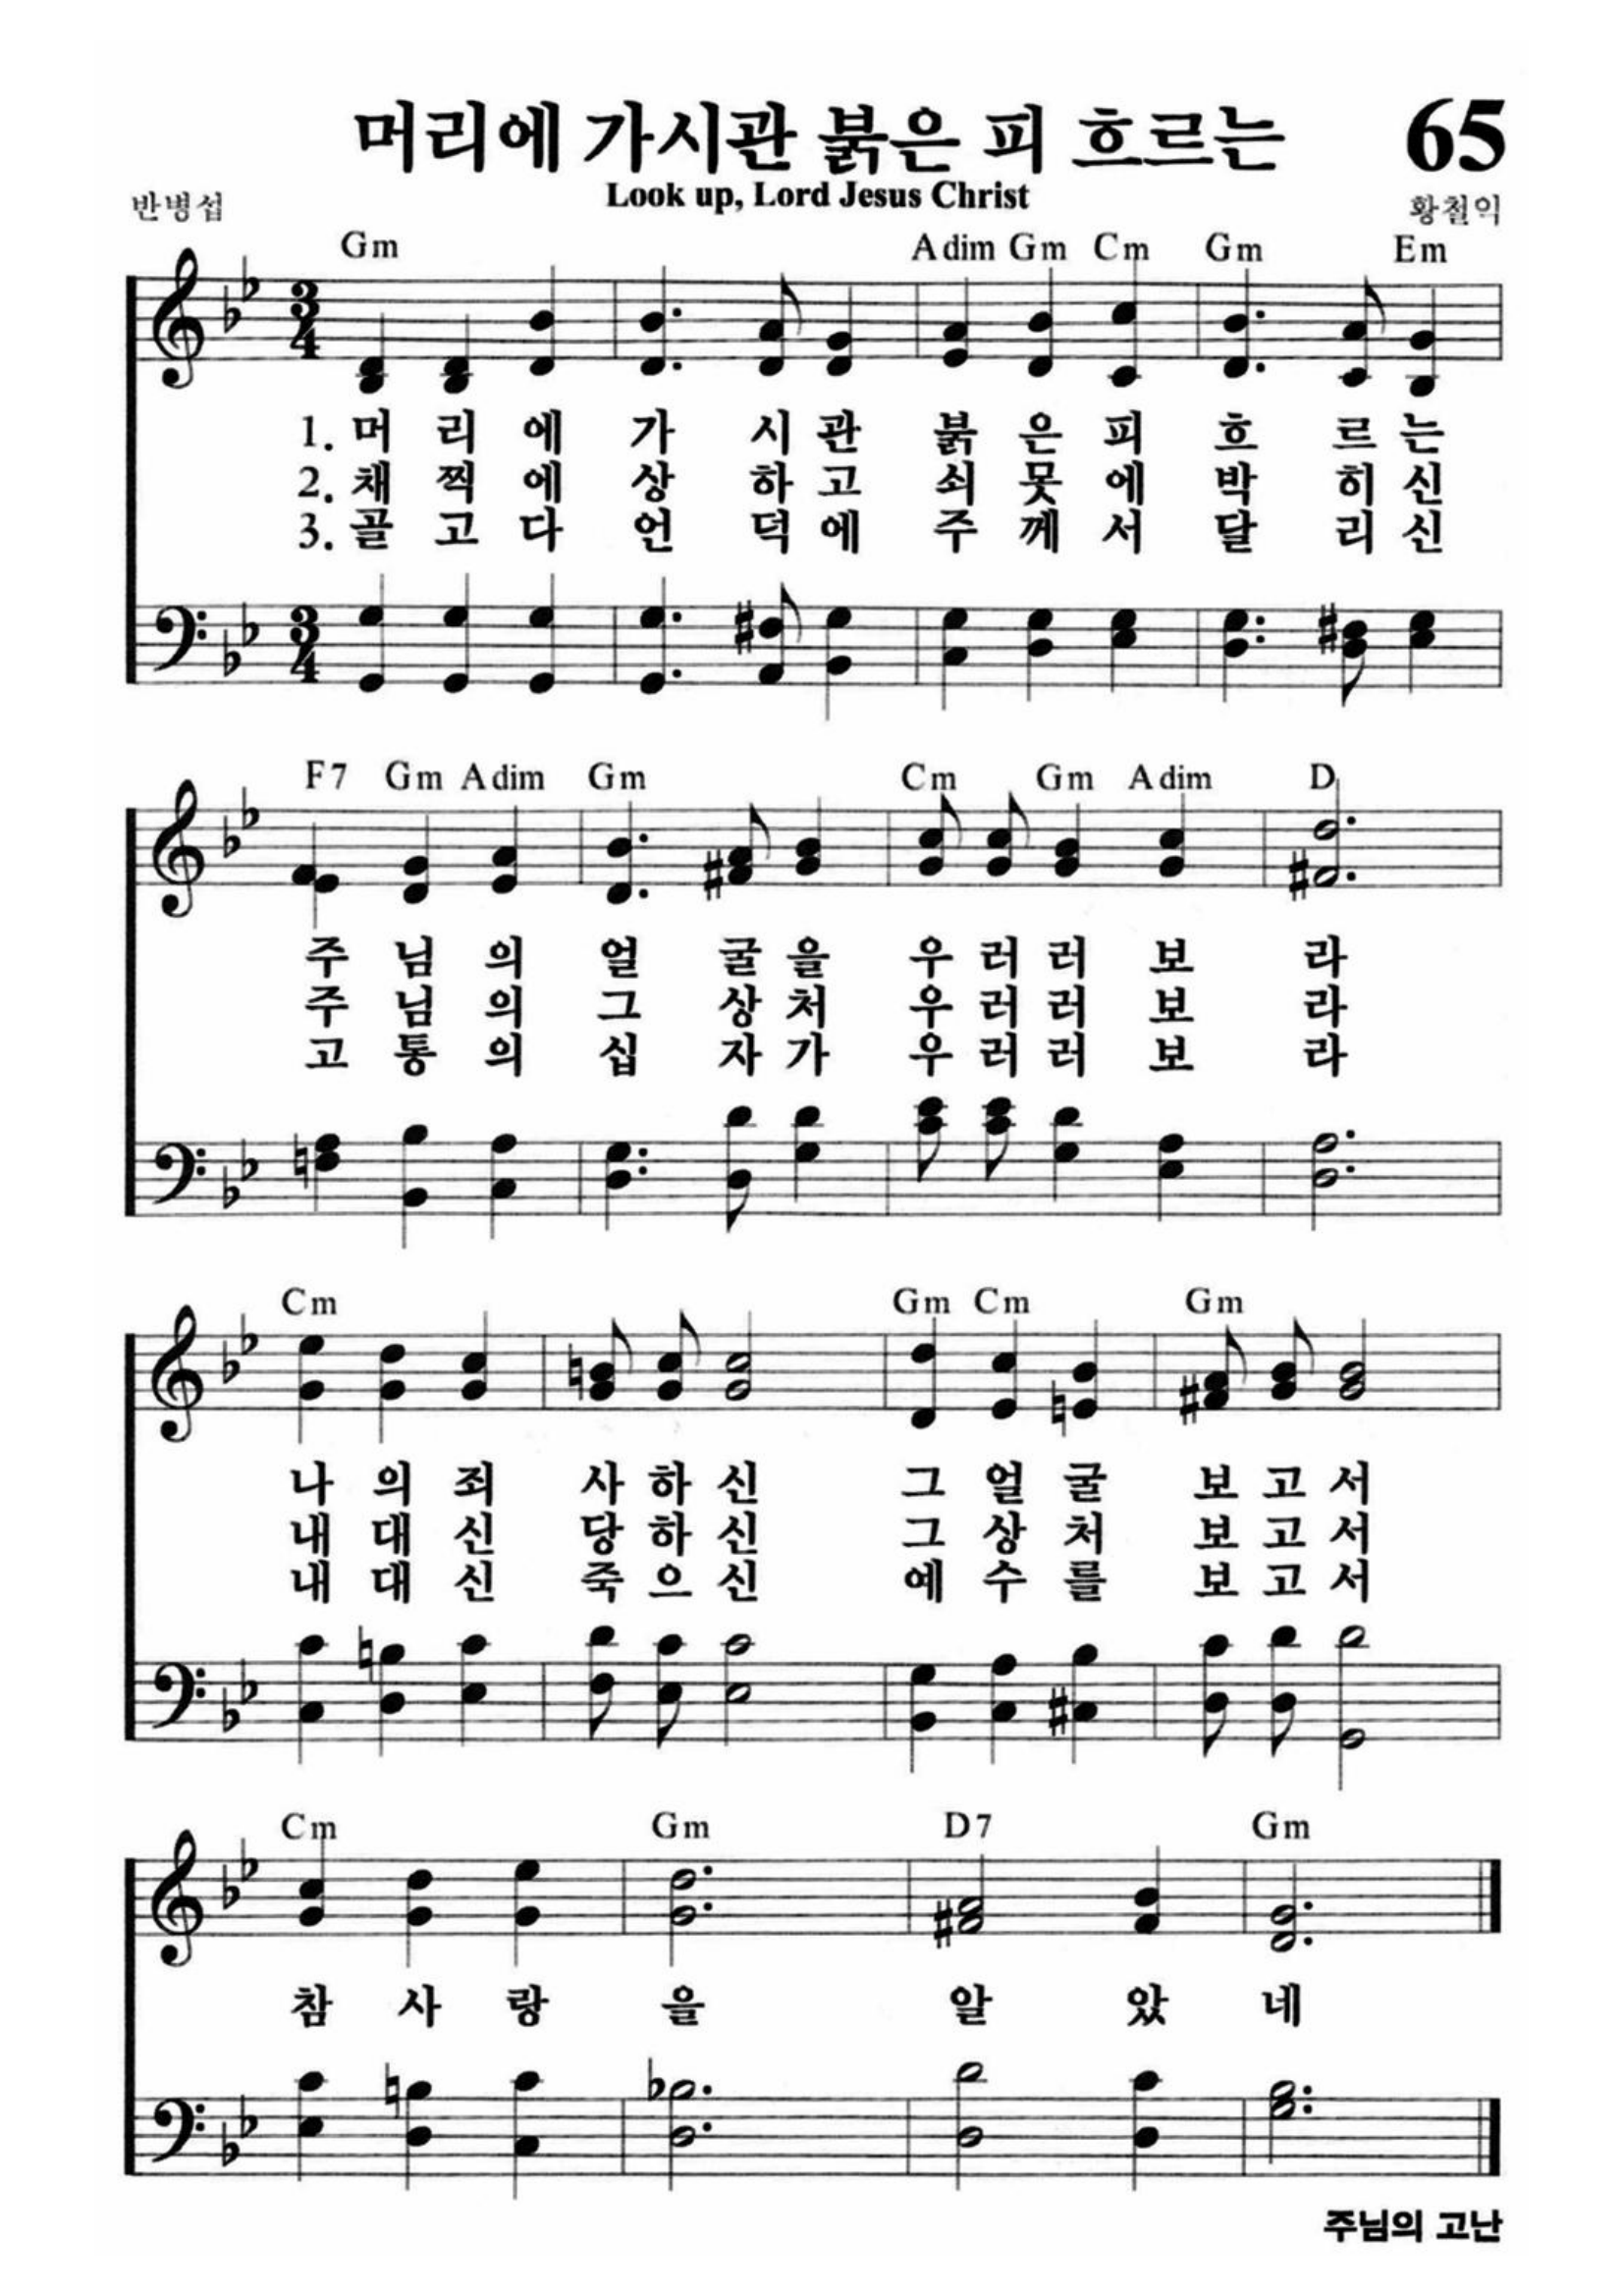 머리에 가시관 붉은 피 흐르는 65
Look up, Lord Jesus Christ
반병섭 황철익
Gm Adim Gm Cm Gm Em
3 4
1. 머 리 에 가 시 관 붉 은 피 흐 르 는
2. 채 찍 에 상 하 고 쇠 못 에 박 히 신
3. 골 고 다 언 덕 에 주 께 서 달 리 신
3 4
F7 Gm Adim Gm Cm Gm Adim D
주 님 의 얼 굴 을 우 러 러 보 라
주 님 의 그 상 처 우 러 러 보 라
고 통 의 십 자 가 우 러 러 보 라
Cm Gm Cm Gm
나 의 죄 사 하 신 그 얼 굴 보 고 서
내 대 신 당 하 신 그 상 처 보 고 서
내 대 신 죽 으 신 예 수 를 보 고 서
Cm Gm D7 Gm
참 사 랑 을 알 았 네
주님의 고난